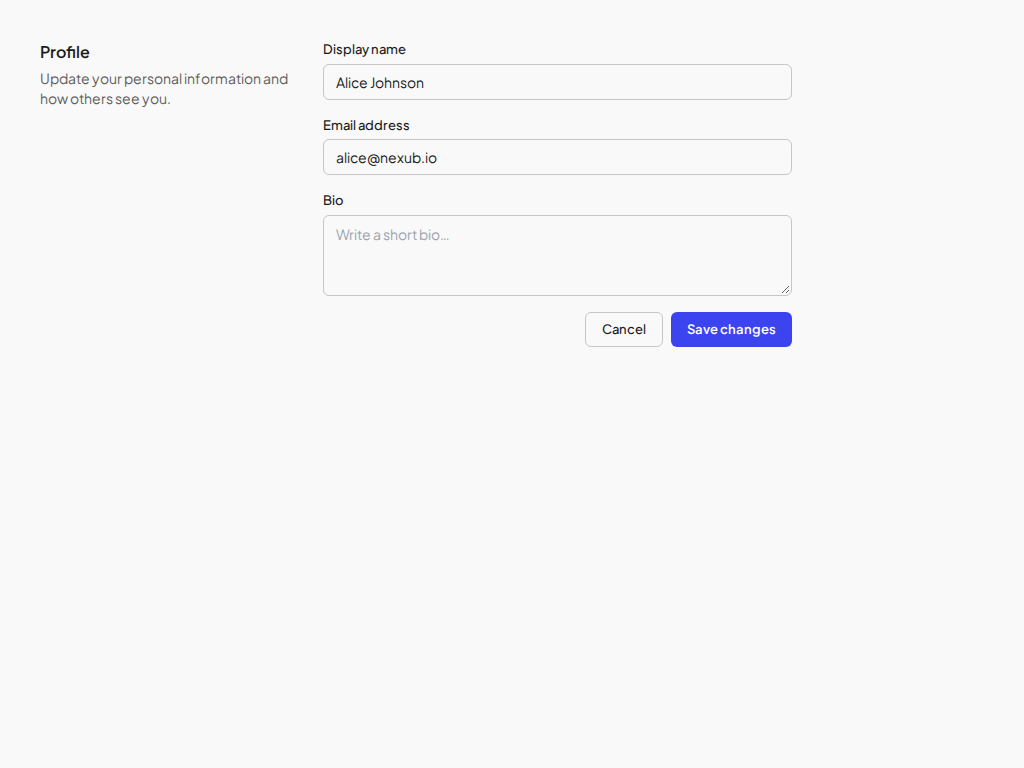 Profile
Update your personal information and
how others see you.
Display name
Alice Johnson
Email address
alice@nexub.io
Bio
Write a short bio…
Cancel
Save changes